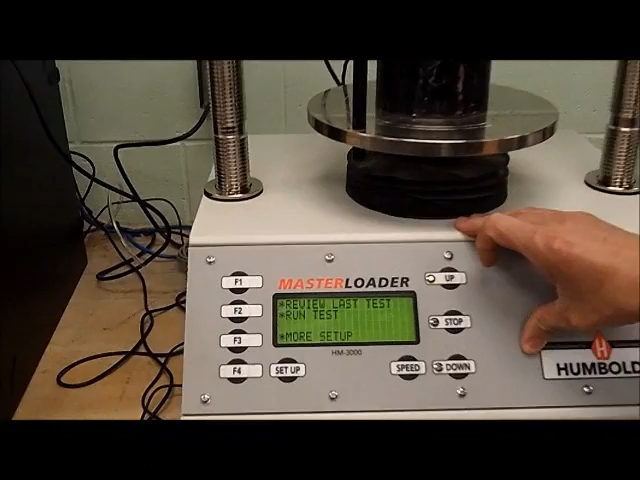 MASTERLOADER
*REVIEW LAST TEST
*RUN TEST
*MORE SETUP
HM-3000
F1
F2
F3
F4
SET UP
UP
STOP
SPEED
DOWN
H
HUMBOLD